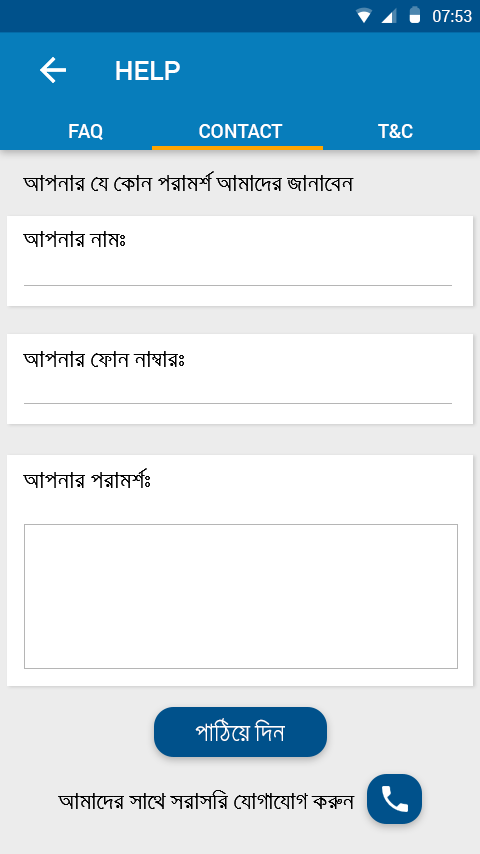 07:53
HELP
FAQ CONTACT T&C
আপনার যে কোন পরামর্শ আমাদের জানাবেন
আপনার নামঃ
আপনার ফোন নাম্বারঃ
আপনার পরামর্শঃ
পাঠিয়ে দিন
আমাদের সাথে সরাসরি যোগাযোগ করুন